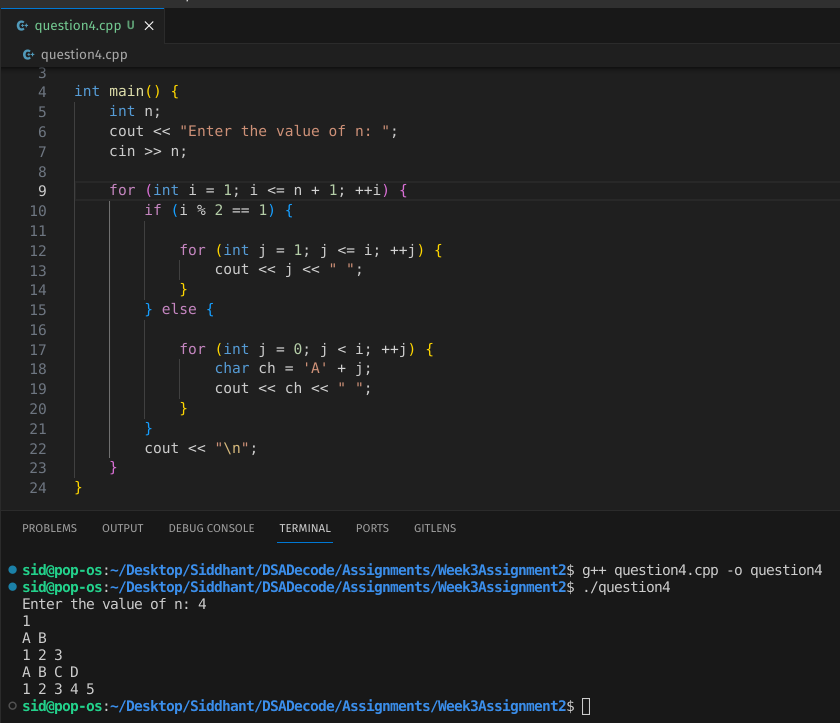 question4.cpp U
question4.cpp
3
4 int main() {
5 int n;
6 cout << "Enter the value of n: ";
7 cin >> n;
8
9 for (int i = 1; i <= n + 1; ++i) {
10 if (i % 2 == 1) {
11
12 for (int j = 1; j <= i; ++j) {
13 cout << j << " ";
14 }
15 } else {
16
17 for (int j = 0; j < i; ++j) {
18 char ch = 'A' + j;
19 cout << ch << " ";
20 }
21 }
22 cout << "\n";
23 }
24 }
PROBLEMS OUTPUT DEBUG CONSOLE TERMINAL PORTS GITLENS
sid@pop-os:~/Desktop/Siddhant/DSADecode/Assignments/Week3Assignment2$ g++ question4.cpp -o question4
sid@pop-os:~/Desktop/Siddhant/DSADecode/Assignments/Week3Assignment2$ ./question4
Enter the value of n: 4
1
A B
1 2 3
A B C D
1 2 3 4 5
sid@pop-os:~/Desktop/Siddhant/DSADecode/Assignments/Week3Assignment2$